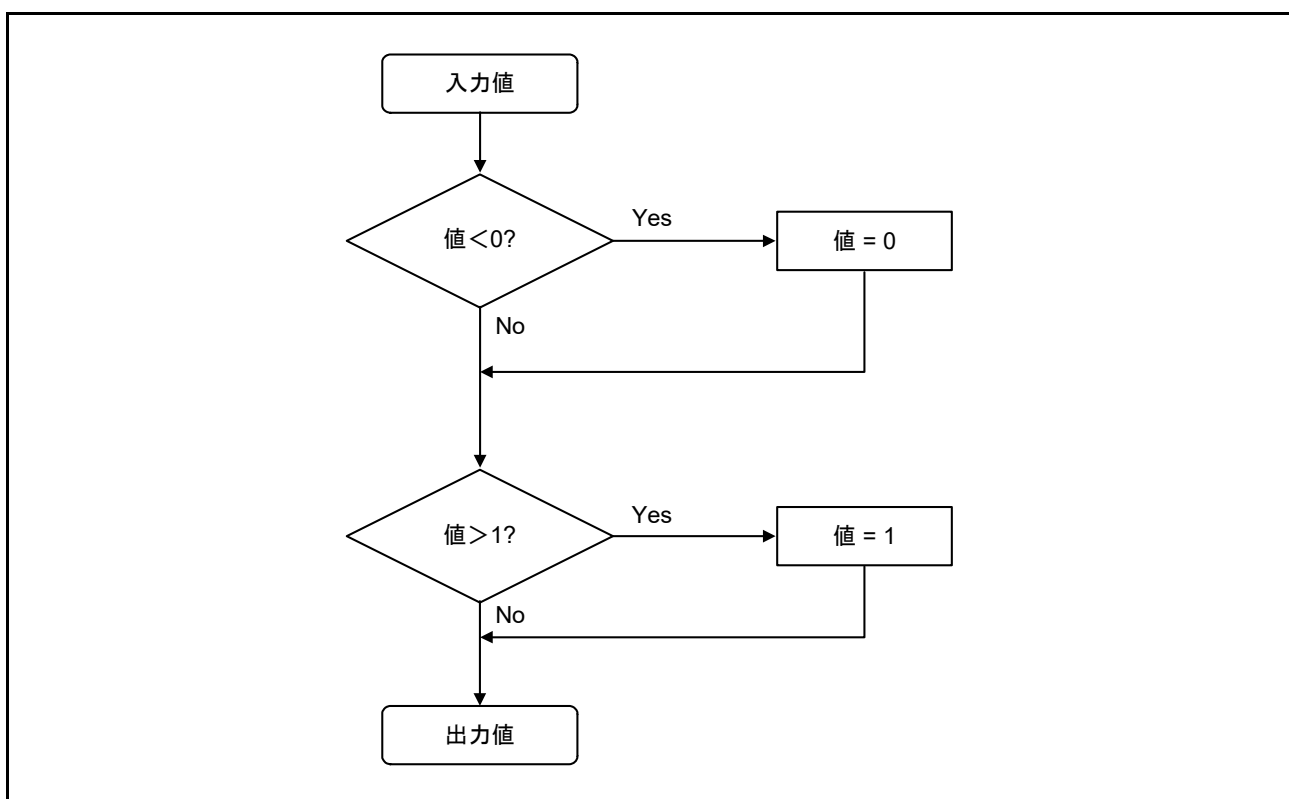 入力値
値＜0?
Yes
値 = 0
No
値＞1?
Yes
値 = 1
No
出力値